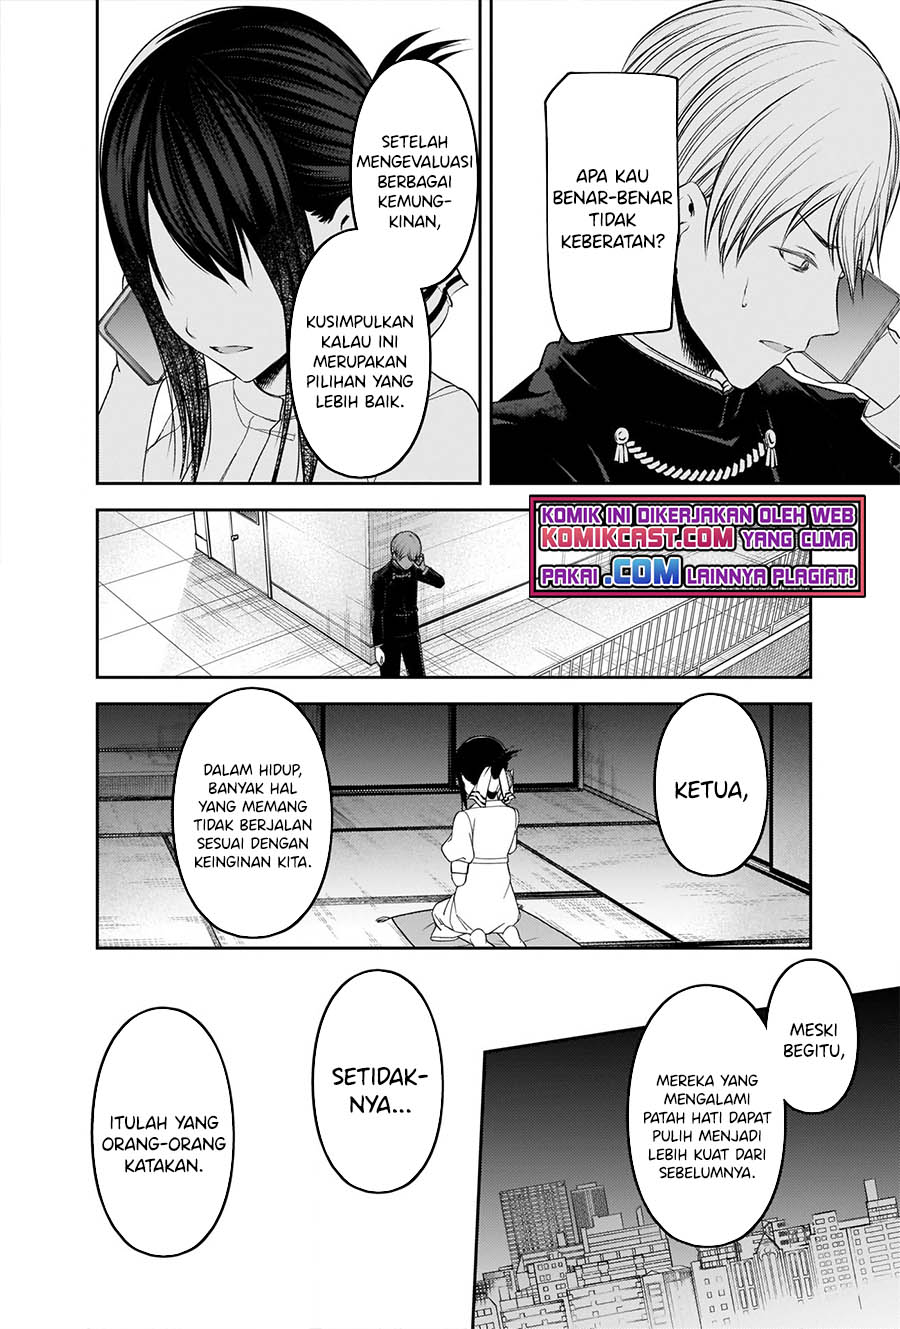 APA KAU
BENAR-BENAR
TIDAK
KEBERATAN?
SETELAH
MENGEVALUASI
BERBAGAI
KEMUNG-
KINAN,
KUSIMPULKAN
KALAU INI
MERUPAKAN
PILIHAN YANG
LEBIH BAIK.
KOMIK INI DIKERJAKAN OLEH WEB
KOMIKCAST.COM YANG CUMA
PAKAI .COM LAINNYA PLAGIAT!
KETUA,
DALAM HIDUP,
BANYAK HAL
YANG MEMANG
TIDAK BERJALAN
SESUAI DENGAN
KEINGINAN KITA.
MESKI
BEGITU,
MEREKA YANG
MENGALAMI
PATAH HATI DAPAT
PULIH MENJADI
LEBIH KUAT DARI
SEBELUMNYA.
SETIDAK-
NYA...
ITULAH YANG
ORANG-ORANG
KATAKAN.